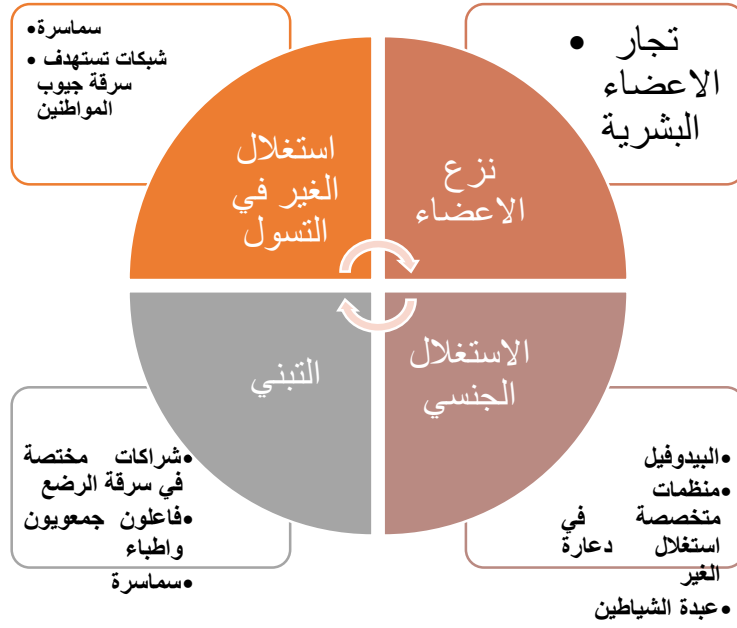 • تجار
الاعضاء
البشرية
نزع
الاعضاء
•سماسرة
• شبكات تستهدف
سرقة جيوب
المواطنين
استغلال
الغير في
التسول
الاستغلال
الجنسي
•البيدوفيل
•منظمات
متخصصة في
استغلال دعارة
الغير
•عبدة الشياطين
التبني
•شراكات مختصة
في سرقة الرضع
•فاعلون جمعويون
واطباء
•سماسرة